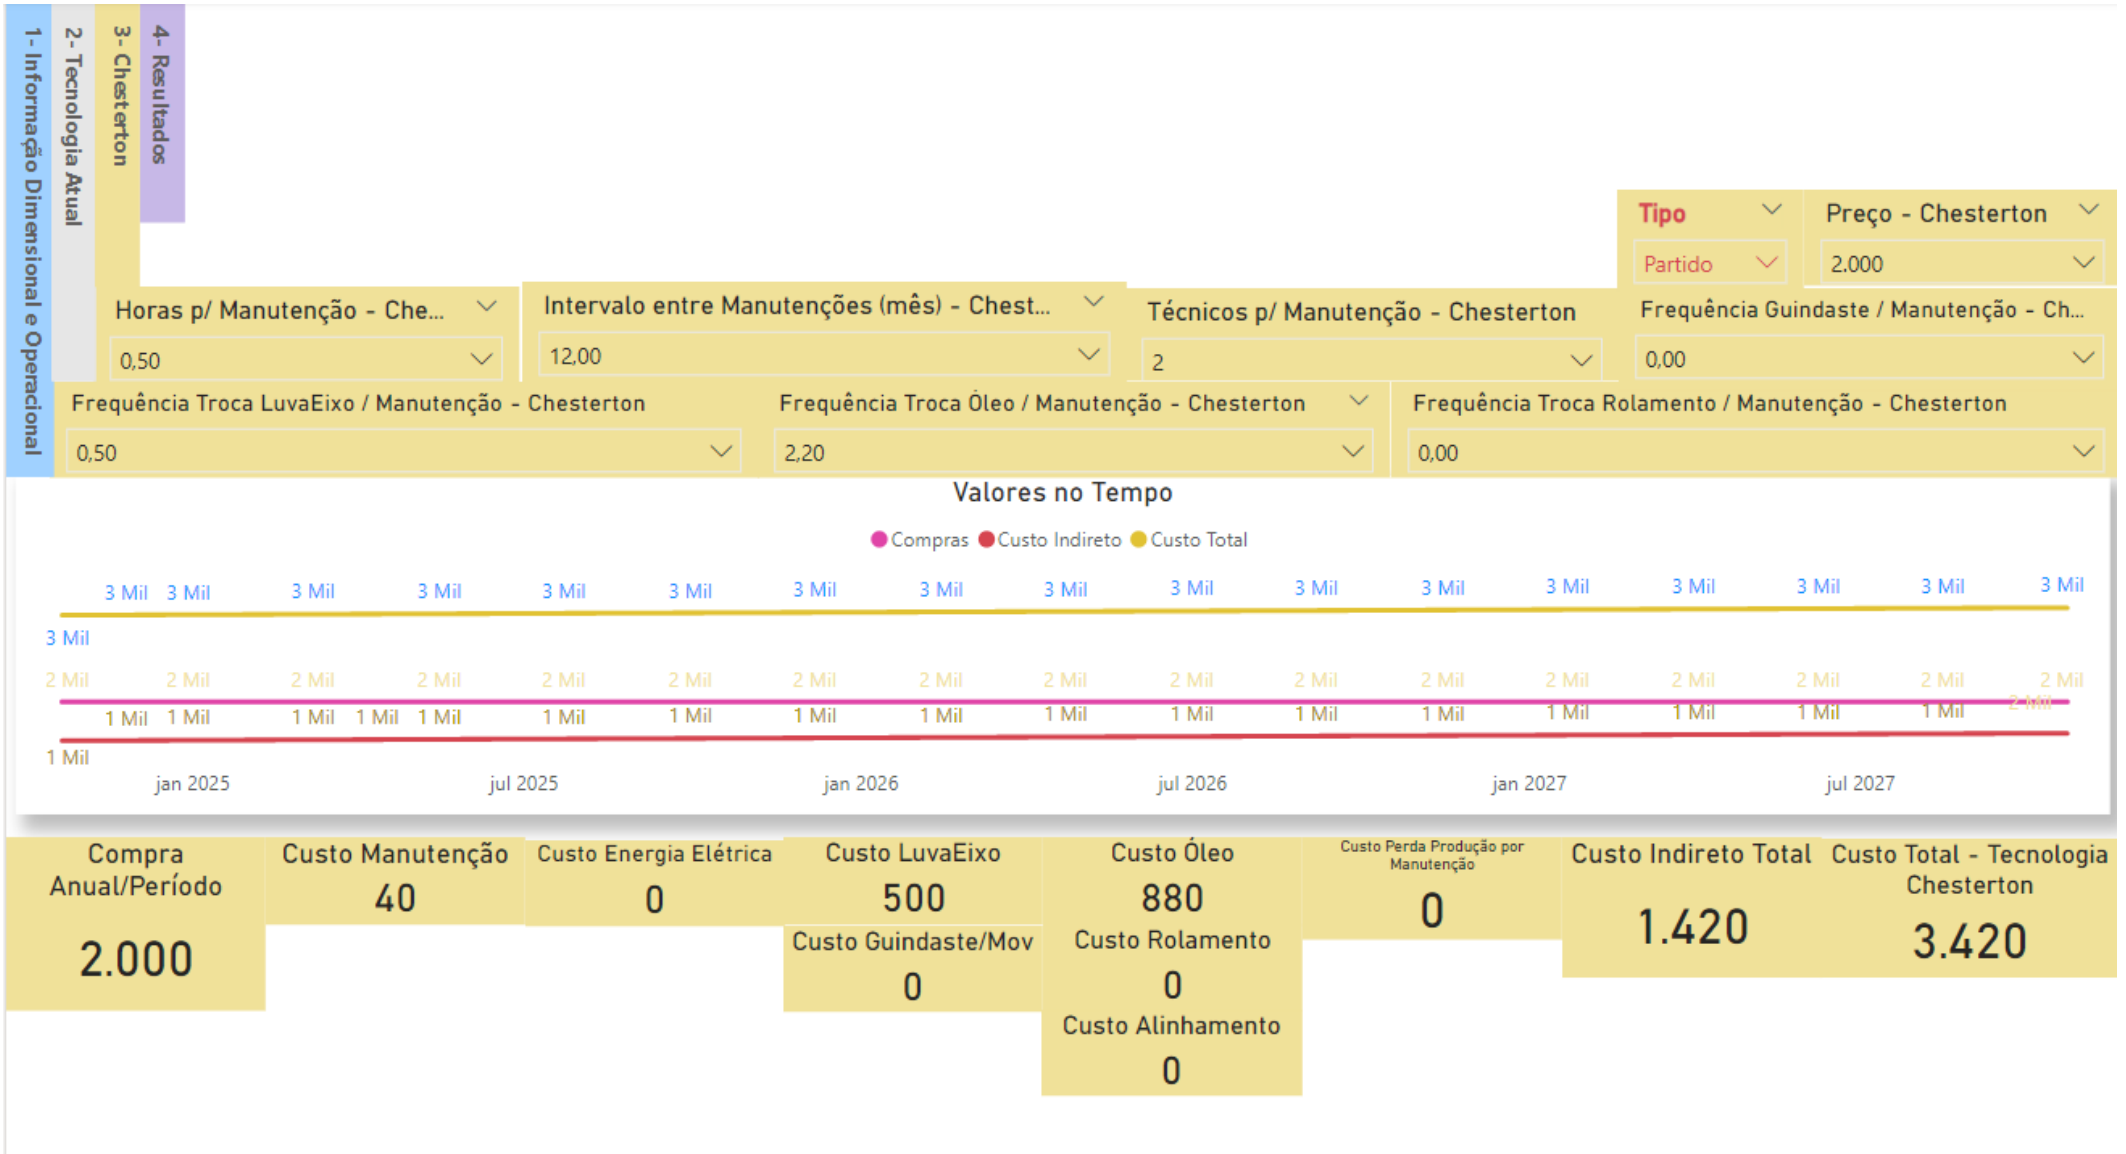 1- Informação Dimensional e Operacional
2- Tecnologia Atual
3- Chesterton
4- Resultados
Tipo
Partido
Preço - Chesterton
2.000
Horas p/ Manutenção - Che...
0,50
Intervalo entre Manutenções (mês) - Chest...
12,00
Técnicos p/ Manutenção - Chesterton
2
Frequência Guindaste / Manutenção - Ch...
0,00
Frequência Troca LuvaEixo / Manutenção - Chesterton
0,50
Frequência Troca Óleo / Manutenção - Chesterton
2,20
Frequência Troca Rolamento / Manutenção - Chesterton
0,00
Valores no Tempo
Compras Custo Indireto Custo Total
3 Mil 3 Mil 3 Mil 3 Mil 3 Mil 3 Mil 3 Mil 3 Mil 3 Mil 3 Mil 3 Mil 3 Mil 3 Mil 3 Mil 3 Mil 3 Mil 3 Mil
3 Mil
2 Mil 2 Mil 2 Mil 2 Mil 2 Mil 2 Mil 2 Mil 2 Mil 2 Mil 2 Mil 2 Mil 2 Mil 2 Mil 2 Mil 2 Mil 2 Mil 2 Mil
2 Mil
1 Mil 1 Mil 1 Mil 1 Mil 1 Mil 1 Mil 1 Mil 1 Mil 1 Mil 1 Mil 1 Mil 1 Mil 1 Mil 1 Mil 1 Mil 1 Mil 1 Mil
1 Mil
jan 2025 jul 2025 jan 2026 jul 2026 jan 2027 jul 2027
Compra
Anual/Período
2.000
Custo Manutenção
40
Custo Energia Elétrica
0
Custo LuvaEixo
500
Custo Guindaste/Mov
0
Custo Óleo
880
Custo Rolamento
0
Custo Alinhamento
0
Custo Perda Produção por
Manutenção
0
Custo Indireto Total
1.420
Custo Total - Tecnologia
Chesterton
3.420